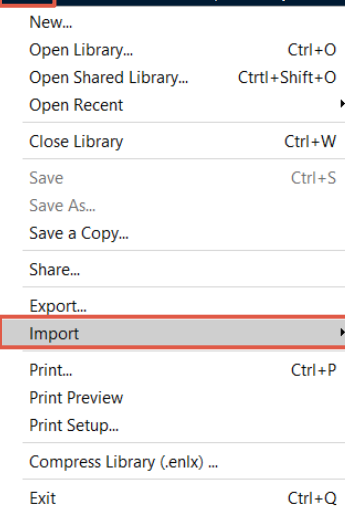 New...
Open Library... Ctrl+O
Open Shared Library... Ctrtl+Shift+O
Open Recent
Close Library Ctrl+W
Save Ctrl+S
Save As...
Save a Copy...
Share...
Export...
Import
Print... Ctrl+P
Print Preview
Print Setup...
Compress Library (.enlx) ...
Exit Ctrl+Q